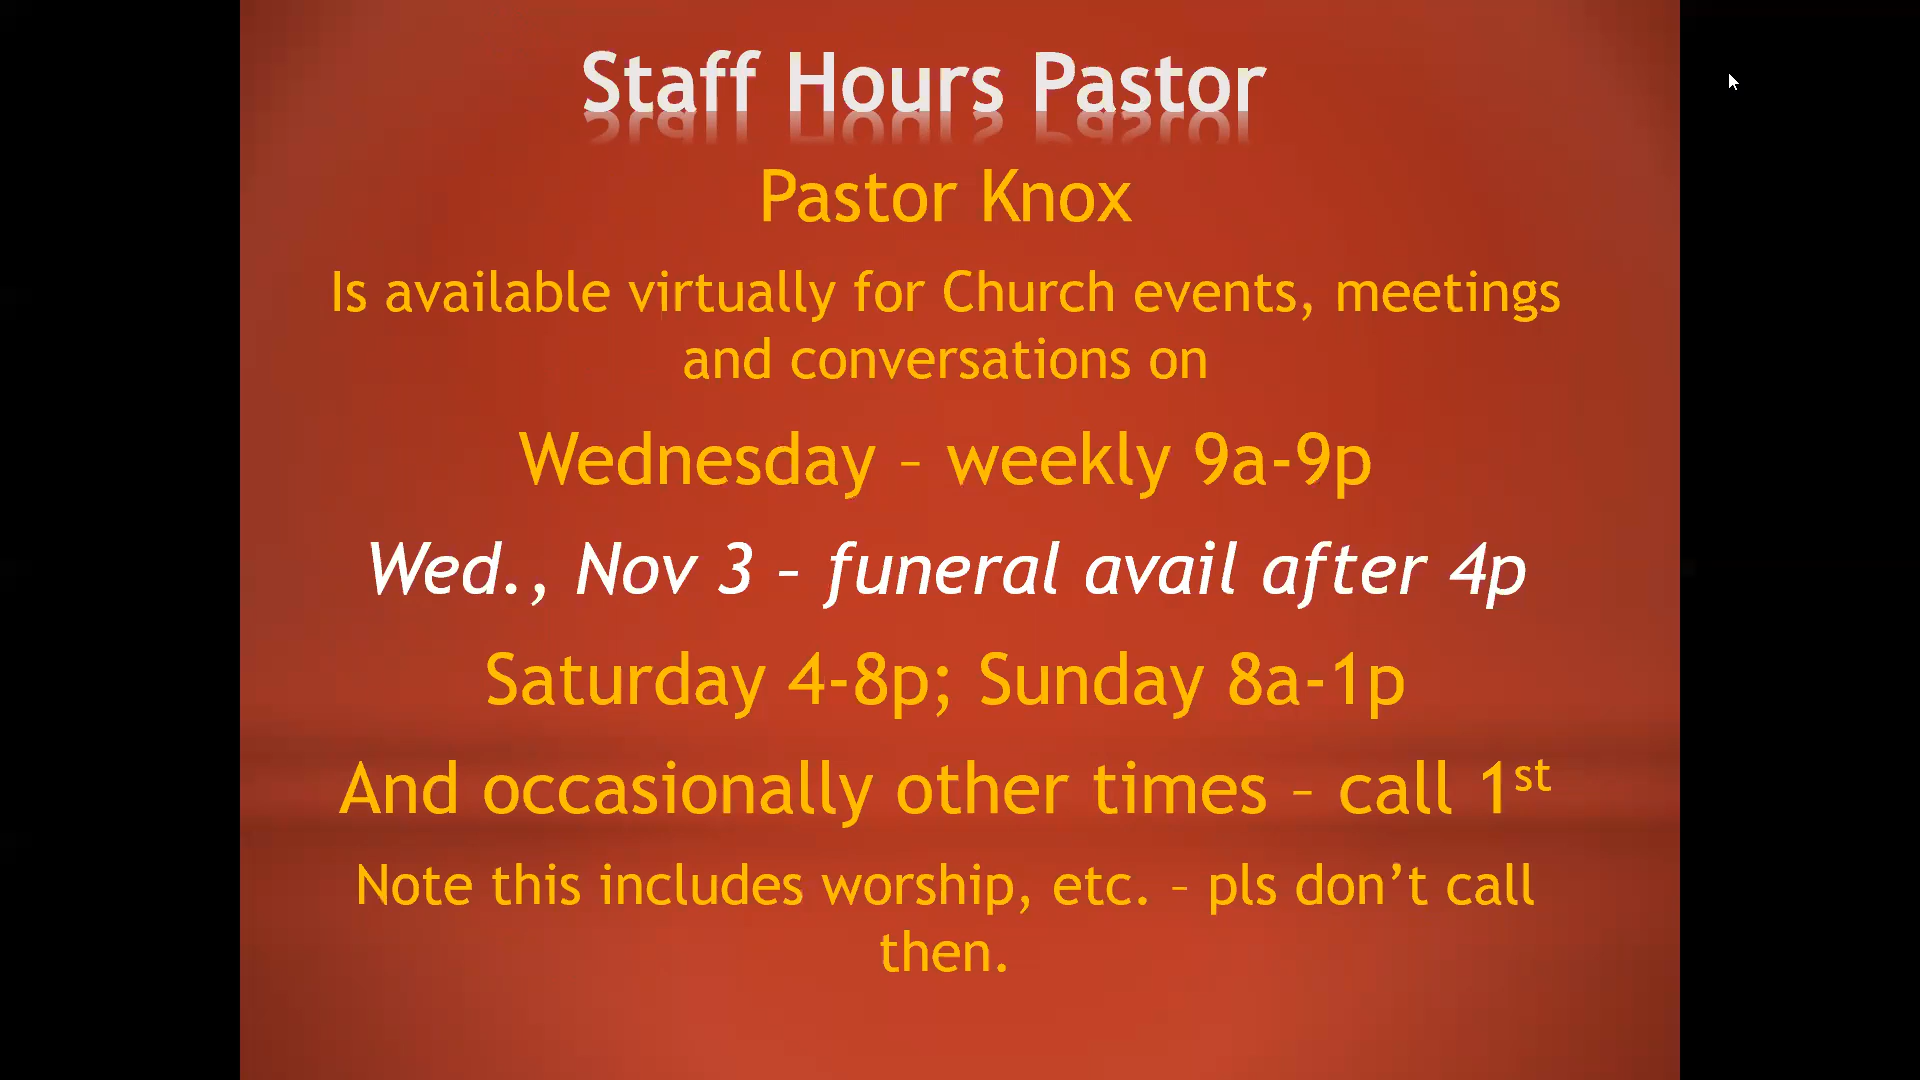 Staff Hours Pastor
Pastor Knox
Is available virtually for Church events, meetings
and conversations on
Wednesday – weekly 9a-9p
Wed., Nov 3 – funeral avail after 4p
Saturday 4-8p; Sunday 8a-1p
And occasionally other times – call 1st
Note this includes worship, etc. – pls don’t call
then.